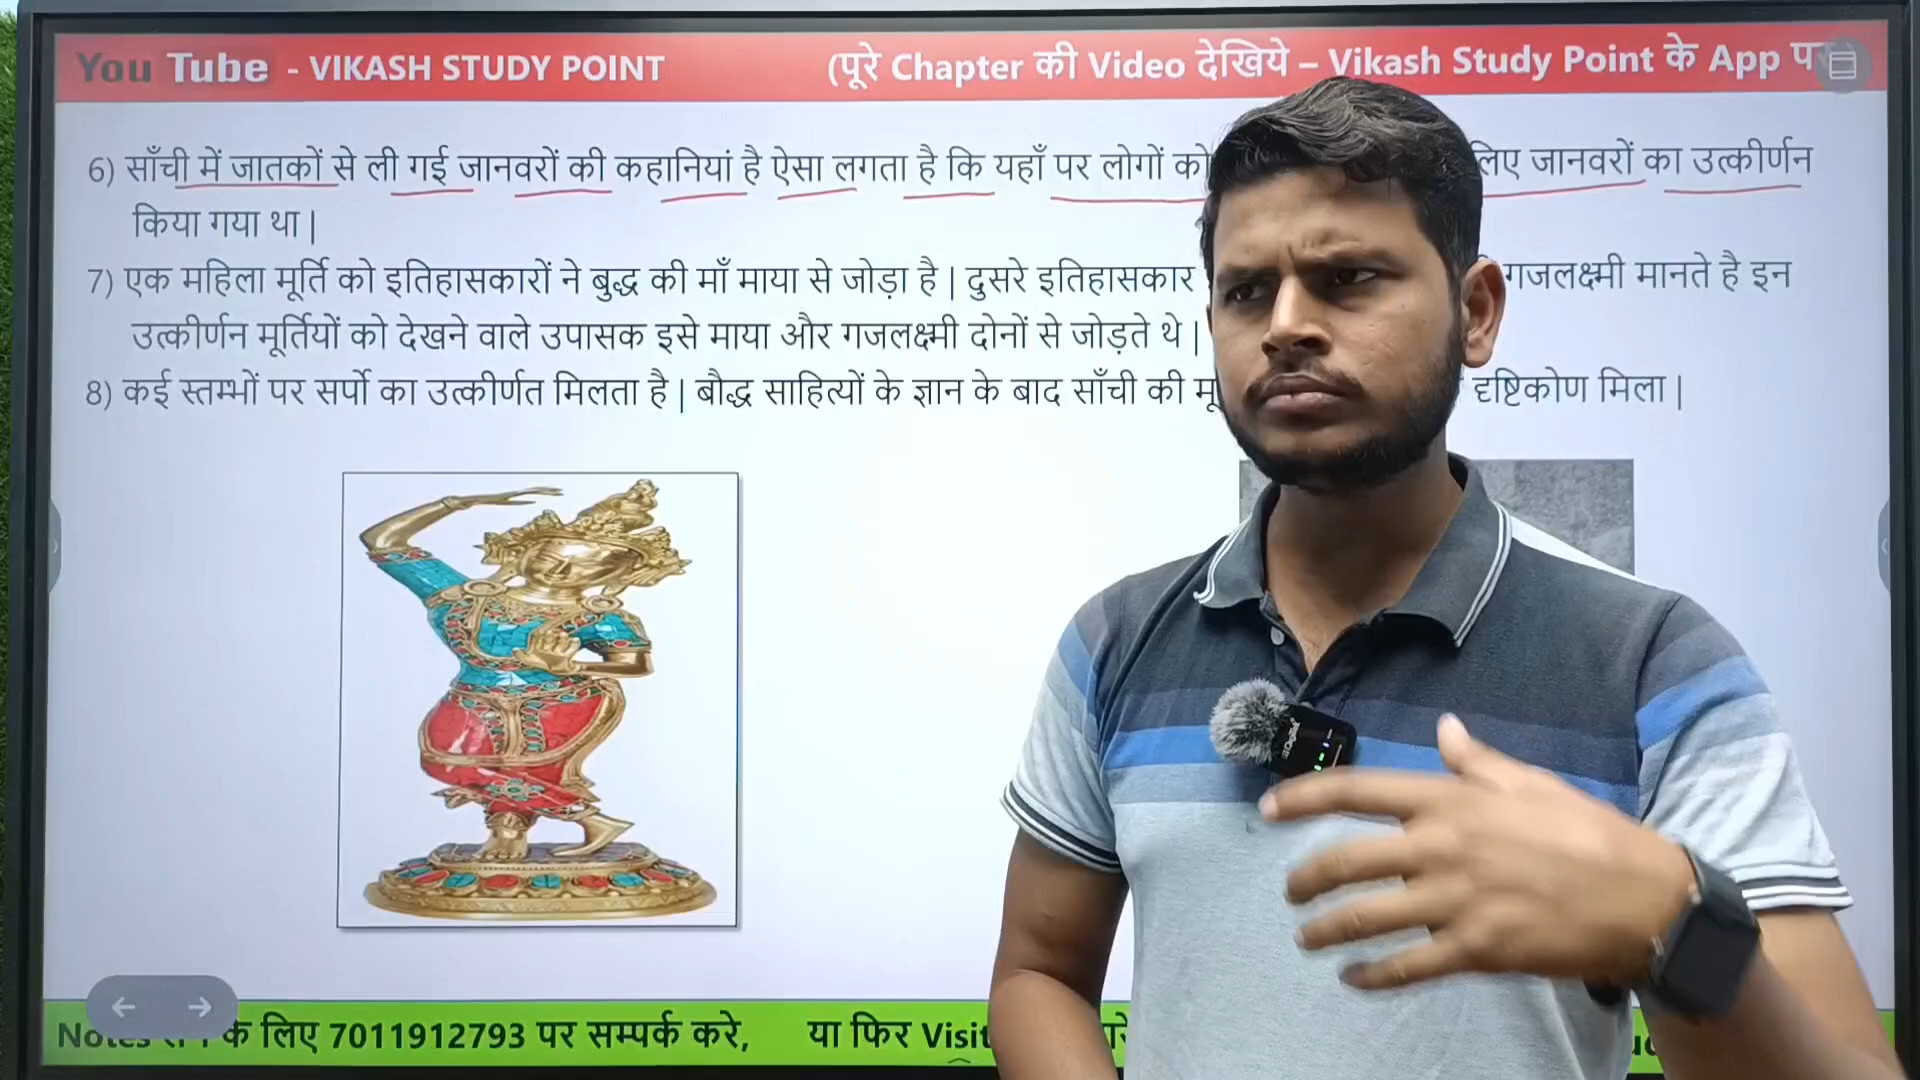 You Tube - VIKASH STUDY POINT (पूरे Chapter की Video देखिये – Vikash Study Point के App
6) साँची में जातकों से ली गई जानवरों की कहानियां है ऐसा लगता है कि यहाँ पर लोगों को लिए जानवरों का उत्कीर्णन
किया गया था |
7) एक महिला मूर्ति को इतिहासकारों ने बुद्ध की माँ माया से जोड़ा है | दुसरे इतिहासकार गजलक्ष्मी मानते है इन
उत्कीर्णन मूर्तियों को देखने वाले उपासक इसे माया और गजलक्ष्मी दोनों से जोड़ते थे |
8) कई स्तम्भों पर सर्पो का उत्कीर्णत मिलता है | बौद्ध साहित्यों के ज्ञान के बाद साँची की दृष्टिकोण मिला |
के लिए 7011912793 पर सम्पर्क करे, या फिर Visit